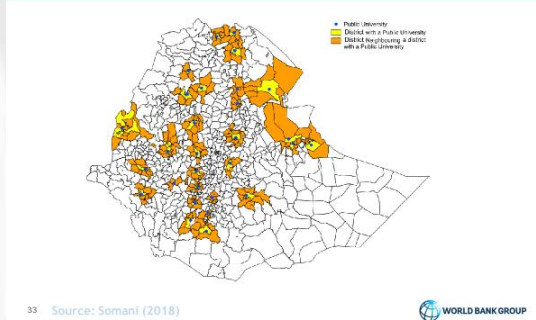 Public University
District with a Public University
District Neighbouring a district
with a Public University
33 Source: Somani (2018)
WORLD BANK GROUP